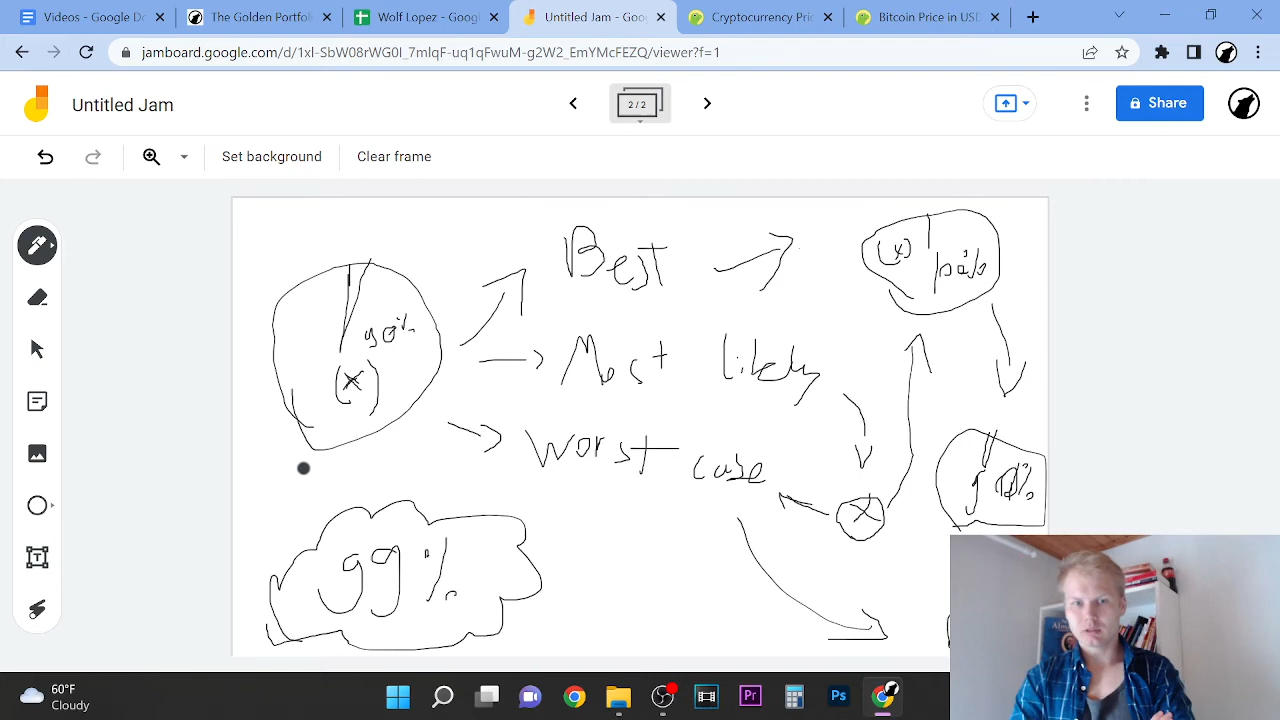 Videos - Google D
The Golden Portfol
Wolf Lopez - Goog
Untitled Jam - Goo
Cryptocurrency Pri
Bitcoin Price in USD
jamboard.google.com/d/1xI-SbW08rWG0I_7mlqF-uq1qFwuM-g2W2_EmYMcFEZQ/viewer?f=1
Untitled Jam
2 / 2
Share
Set background
Clear frame
Best
(x)
90%
(x)
Most likely
Worst case
x
99%
60°F
Cloudy